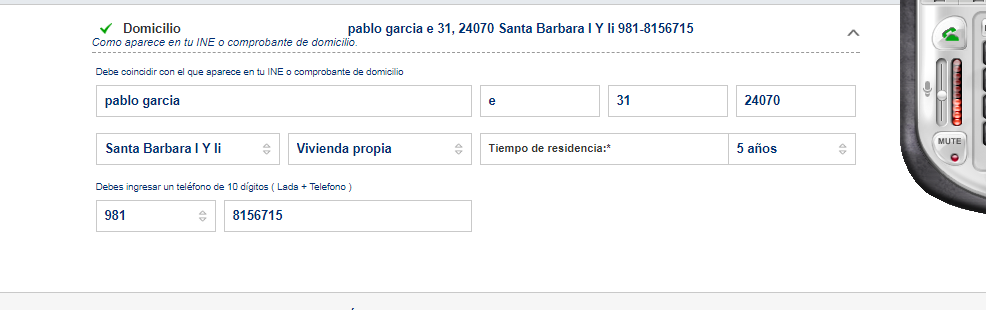 Domicilio pablo garcia e 31, 24070 Santa Barbara I Y Ii 981-8156715
Como aparece en tu INE o comprobante de domicilio.
Debe coincidir con el que aparece en tu INE o comprobante de domicilio
pablo garcia e 31 24070
Santa Barbara I Y Ii Vivienda propia Tiempo de residencia:* 5 años
Debes ingresar un teléfono de 10 dígitos ( Lada + Telefono )
981 8156715
MUTE